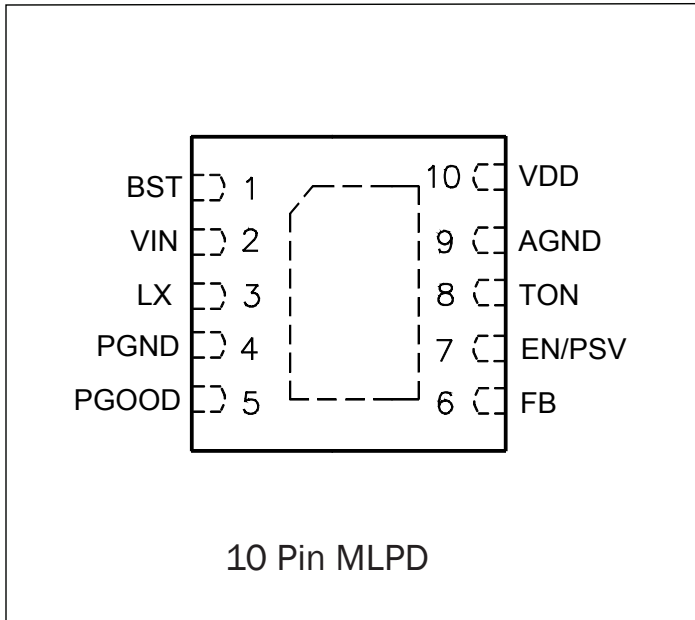 BST 1
VIN 2
LX 3
PGND 4
PGOOD 5
10 VDD
9 AGND
8 TON
7 EN/PSV
6 FB
10 Pin MLPD